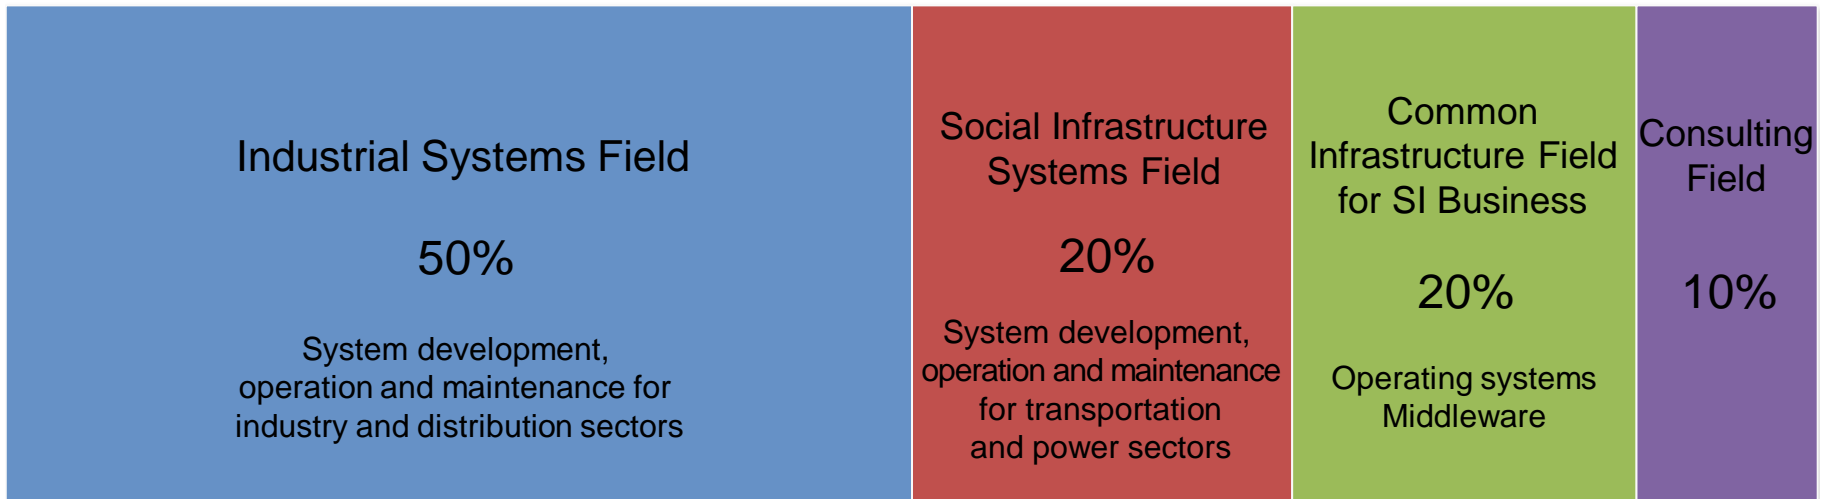 Industrial Systems Field
50%
System development,
operation and maintenance for
industry and distribution sectors
Social Infrastructure
Systems Field
20%
System development,
operation and maintenance
for transportation
and power sectors
Common
Infrastructure Field
for SI Business
20%
Operating systems
Middleware
Consulting
Field
10%